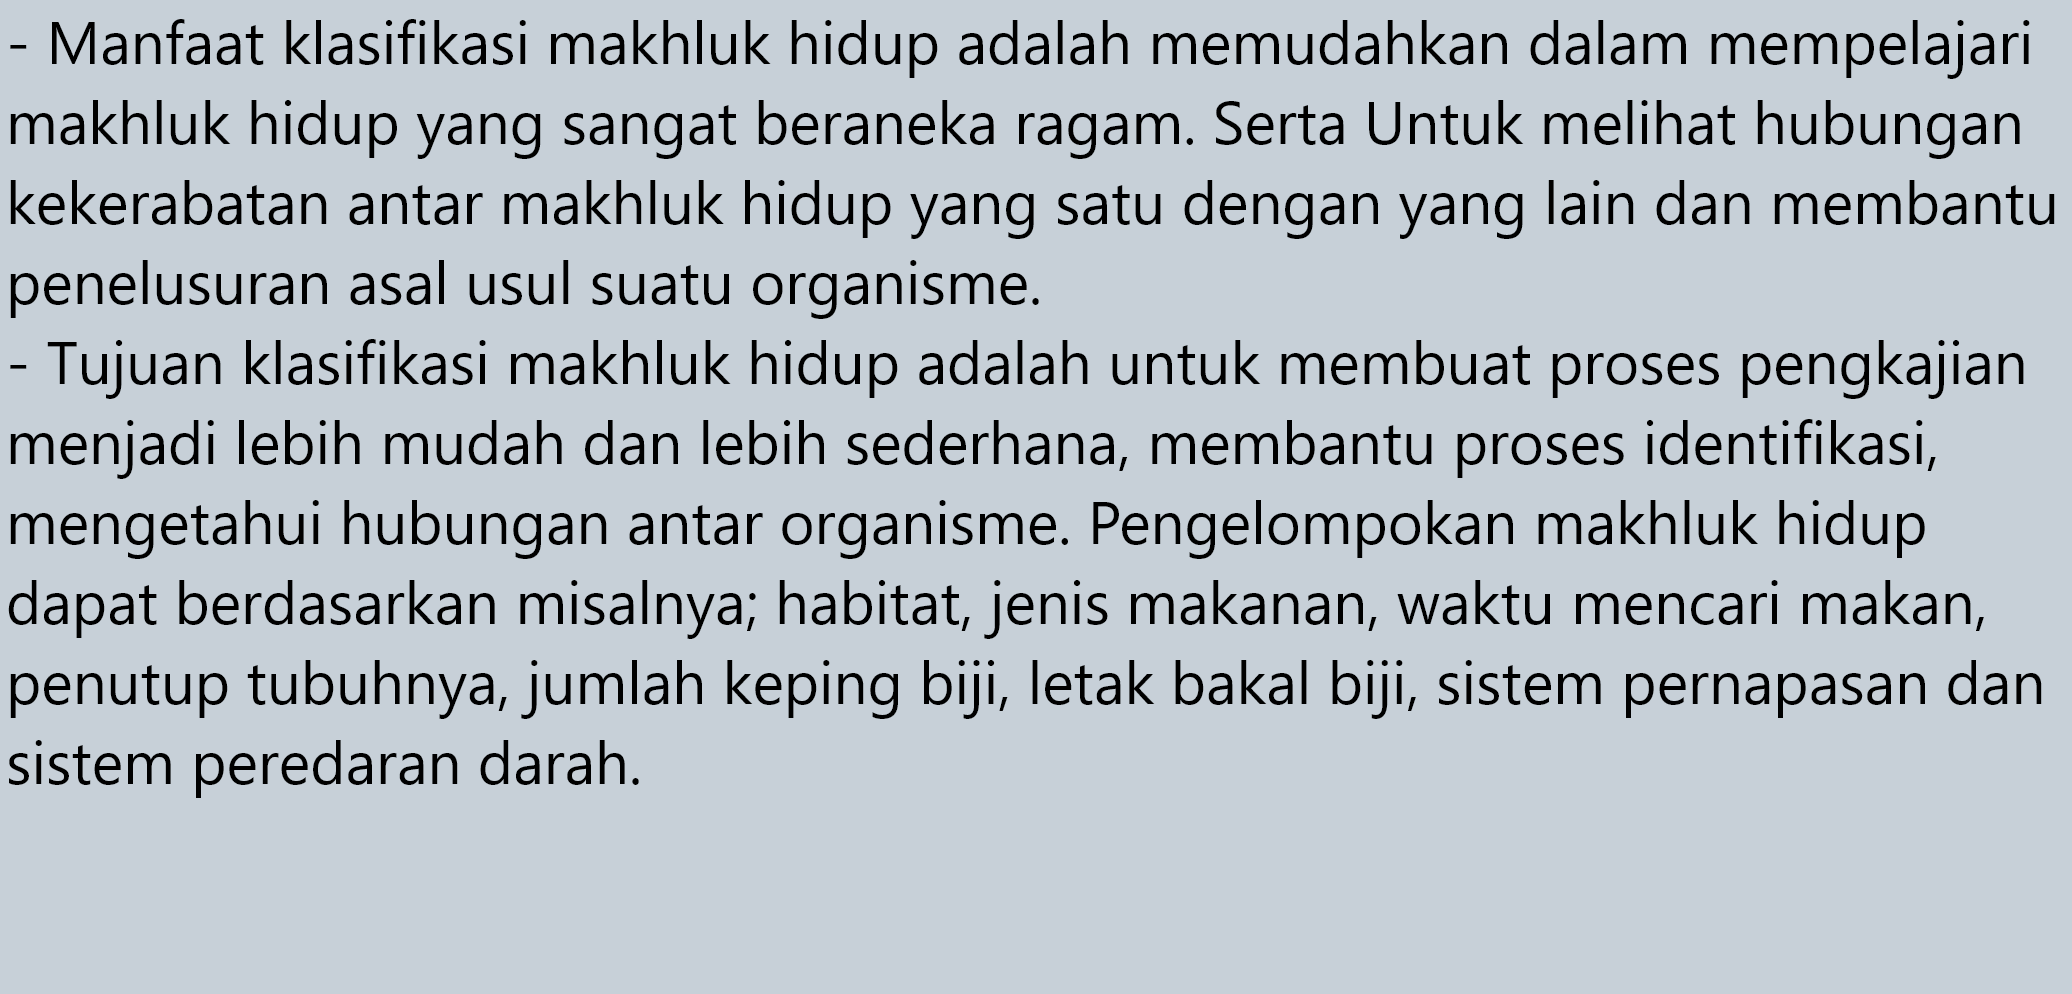 - Manfaat klasifikasi makhluk hidup adalah memudahkan dalam mempelajari
makhluk hidup yang sangat beraneka ragam. Serta Untuk melihat hubungan
kekerabatan antar makhluk hidup yang satu dengan yang lain dan membantu
penelusuran asal usul suatu organisme.
- Tujuan klasifikasi makhluk hidup adalah untuk membuat proses pengkajian
menjadi lebih mudah dan lebih sederhana, membantu proses identifikasi,
mengetahui hubungan antar organisme. Pengelompokan makhluk hidup
dapat berdasarkan misalnya; habitat, jenis makanan, waktu mencari makan,
penutup tubuhnya, jumlah keping biji, letak bakal biji, sistem pernapasan dan
sistem peredaran darah.